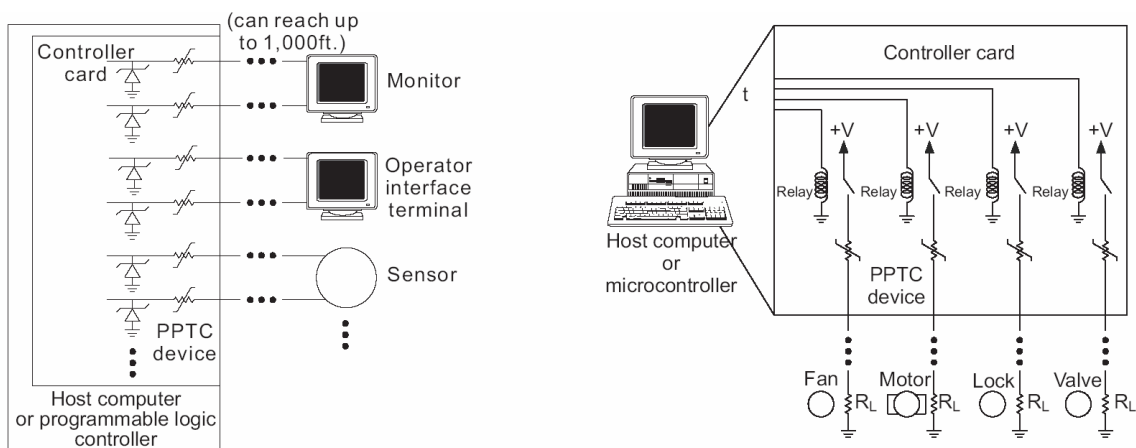 (can reach up
to 1,000ft.)
Controller
card
Monitor
Operator
interface
terminal
Sensor
PPTC
device
Host computer
or programmable logic
controller
Controller card
t
+V
+V
+V
+V
Relay
Relay
Relay
Relay
Host computer
or
microcontroller
PPTC
device
Fan
Motor
Lock
Valve
RL
RL
RL
RL